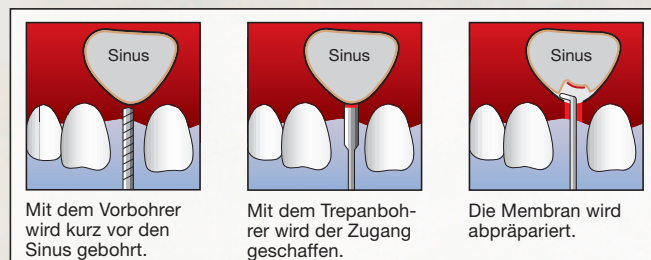 Sinus
Mit dem Vorbohrer
wird kurz vor den
Sinus gebohrt.
Sinus
Mit dem Trepanboh-
rer wird der Zugang
geschaffen.
Sinus
Die Membran wird
abpräpariert.